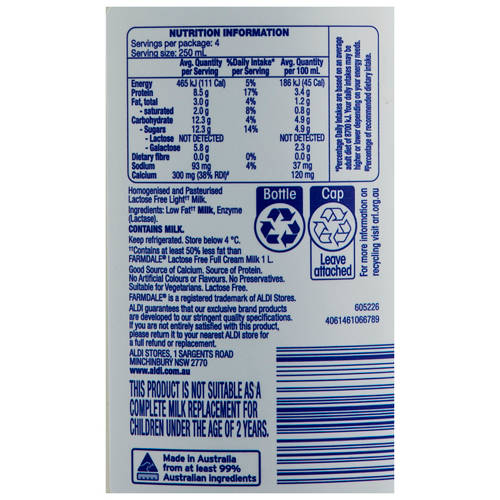 NUTRITION INFORMATION
Servings per package: 4
Serving size: 250 mL
Avg. Quantity per Serving %Daily Intake* per Serving Avg. Quantity per 100 mL
Energy 465 kJ (111 Cal) 5% 186 kJ (45 Cal)
Protein 8.5 g 17% 3.4 g
Fat, total 3.0 g 4% 1.2 g
- saturated 2.0 g 8% 0.8 g
Carbohydrate 12.3 g 4% 4.9 g
- Sugars 12.3 g 14% 4.9 g
- Lactose NOT DETECTED NOT DETECTED
- Galactose 5.8 g 2.3 g
Dietary fibre 0.0 g 0% 0.0 g
Sodium 93 mg 4% 37 mg
Calcium 300 mg (38% RDI)# 120 mg
*Percentage Daily Intakes are based on an average
adult diet of 8700 kJ. Your daily intakes may be
higher or lower depending on your energy needs.
#Percentage of recommended dietary intake.
Homogenised and Pasteurised
Lactose Free Light†† Milk.
Ingredients: Low Fat†† Milk, Enzyme
(Lactase).
CONTAINS MILK.
Keep refrigerated. Store below 4 °C.
††Contains at least 50% less fat than
FARMDALE® Lactose Free Full Cream Milk 1 L.
Good Source of Calcium. Source of Protein.
No Artificial Colours or Flavours. No Preservatives.
Suitable for Vegetarians. Lactose Free.
FARMDALE® is a registered trademark of ALDI Stores.
ALDI guarantees that our exclusive brand products
are developed to our stringent quality specifications.
If you are not entirely satisfied with this product,
please return it to your nearest ALDI store for
a full refund or replacement.
ALDI STORES, 1 SARGENTS ROAD
MINCHINBURY NSW 2770
www.aldi.com.au
Bottle
Cap
Leave
attached
For more information on
recycling visit arl.org.au
605226
4061461066789
THIS PRODUCT IS NOT SUITABLE AS A
COMPLETE MILK REPLACEMENT FOR
CHILDREN UNDER THE AGE OF 2 YEARS.
Made in Australia
from at least 99%
Australian ingredients